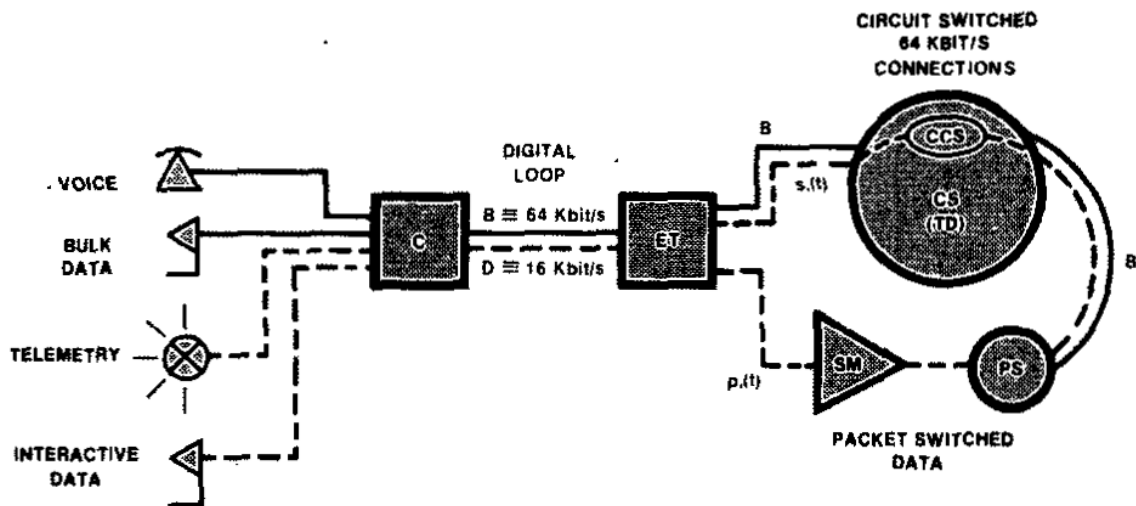 CIRCUIT SWITCHED
64 KBIT/S
CONNECTIONS
B
CCS
VOICE
DIGITAL
LOOP
s,(t)
CS
(TD)
BULK
DATA
C
B ≡ 64 Kbit/s
D ≡ 16 Kbit/s
ET
B
TELEMETRY
p,(t)
SM
PS
INTERACTIVE
DATA
PACKET SWITCHED
DATA